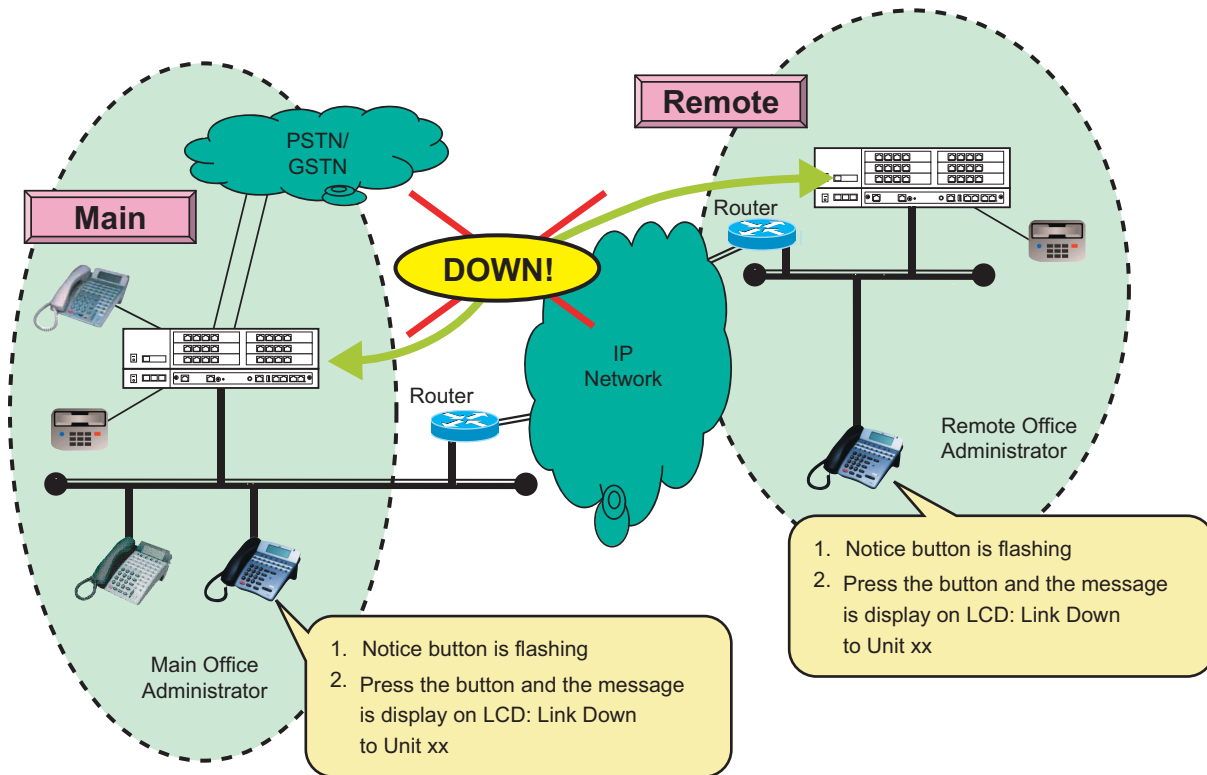 Remote
PSTN/
GSTN
Main
Router
DOWN!
IP
Network
Router
Remote Office
Administrator
1. Notice button is flashing
2. Press the button and the message
is display on LCD: Link Down
to Unit xx
Main Office
Administrator
1. Notice button is flashing
2. Press the button and the message
is display on LCD: Link Down
to Unit xx